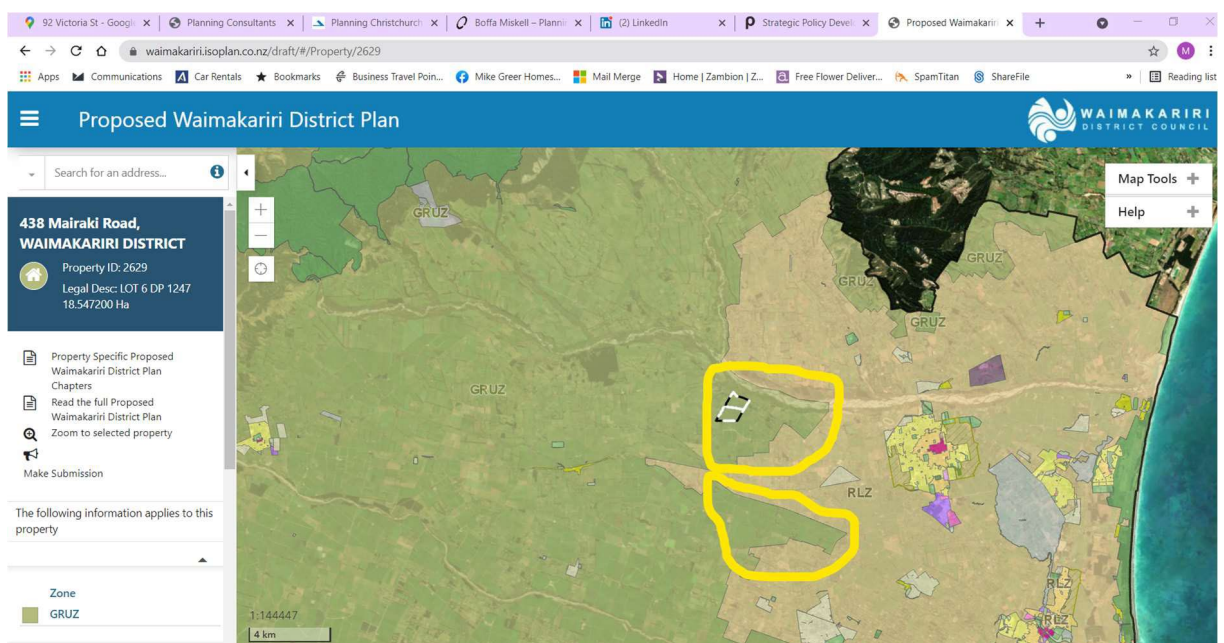 92 Victoria St - Googl
Planning Consultants
Planning Christchurch
Boffa Miskell – Plannin
(2) LinkedIn
Strategic Policy Devel
Proposed Waimakarir
waimakariri.isoplan.co.nz/draft/#/Property/2629
M
Apps
Communications
Car Rentals
Bookmarks
Business Travel Poin...
Mike Greer Homes...
Mail Merge
Home | Zambion | Z...
Free Flower Deliver...
SpamTitan
ShareFile
»
Reading list
Proposed Waimakariri District Plan
WAIMAKARIRI
DISTRICT COUNCIL
Search for an address...
438 Mairaki Road,
WAIMAKARIRI DISTRICT
Property ID: 2629
Legal Desc: LOT 6 DP 1247
18.547200 Ha
Property Specific Proposed
Waimakariri District Plan
Chapters
Read the full Proposed
Waimakariri District Plan
Zoom to selected property
Make Submission
The following information applies to this
property
Zone
GRUZ
Map Tools
Help
GRUZ
GRUZ
GRUZ
GRUZ
GRUZ
RLZ
RLZ
RLZ
1:144447
4 km